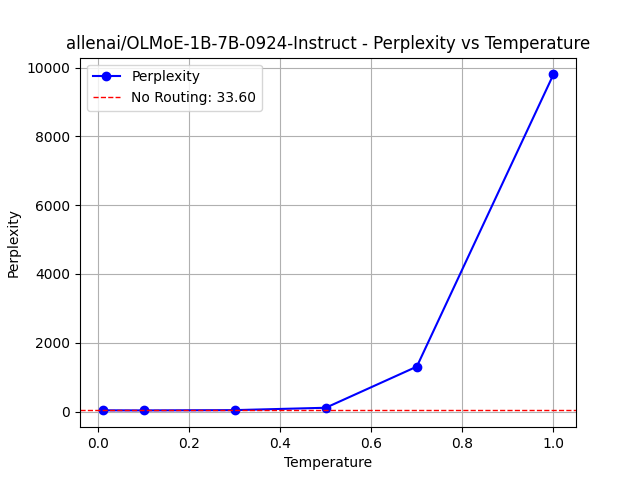 allenai/OLMoE-1B-7B-0924-Instruct - Perplexity vs Temperature
Perplexity
No Routing: 33.60
Perplexity
10000
8000
6000
4000
2000
0
0.0 0.2 0.4 0.6 0.8 1.0
Temperature